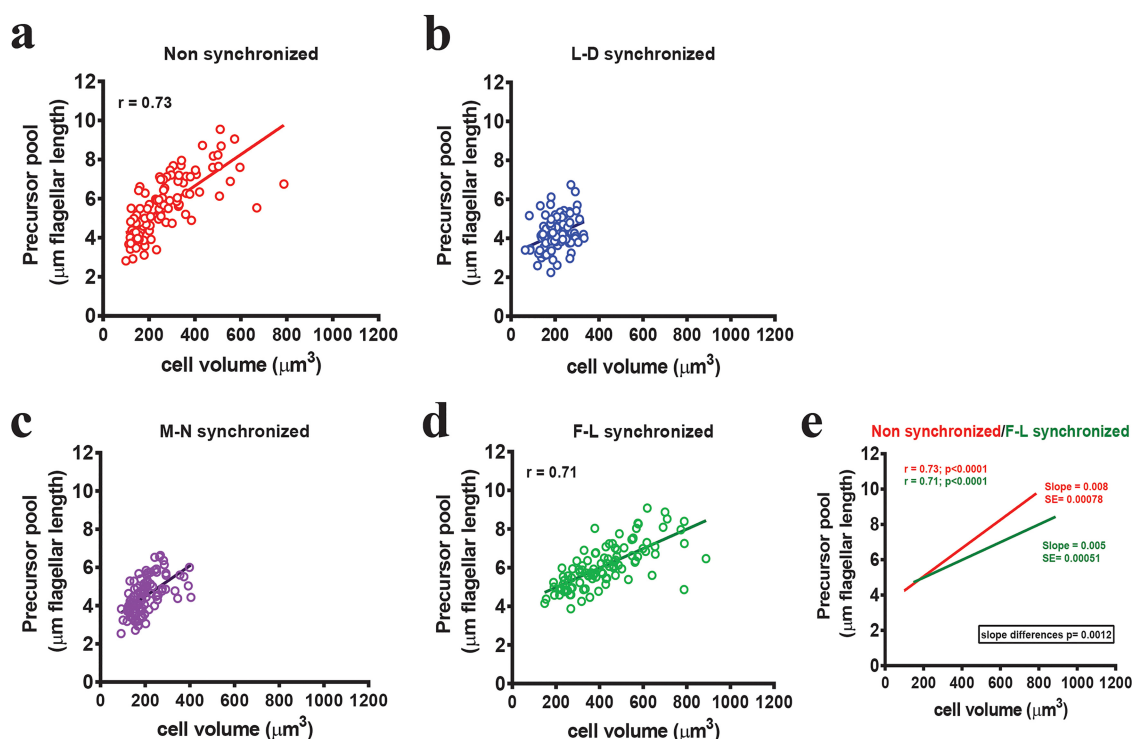 a
Non synchronized
r = 0.73
Precursor pool
(μm flagellar length)
12
10
8
6
4
2
0
0 200 400 600 800 1000 1200
cell volume (μm³)
b
L-D synchronized
Precursor pool
(μm flagellar length)
12
10
8
6
4
2
0
0 200 400 600 800 1000 1200
cell volume (μm³)
c
M-N synchronized
Precursor pool
(μm flagellar length)
12
10
8
6
4
2
0
0 200 400 600 800 1000 1200
cell volume (μm³)
d
F-L synchronized
r = 0.71
Precursor pool
(μm flagellar length)
12
10
8
6
4
2
0
0 200 400 600 800 1000 1200
cell volume (μm³)
e
Non synchronized/F-L synchronized
r = 0.73; p<0.0001
r = 0.71; p<0.0001
Slope = 0.008
SE= 0.00078
Slope = 0.005
SE= 0.00051
slope differences p= 0.0012
Precursor pool
(μm flagellar length)
12
10
8
6
4
2
0
0 200 400 600 800 1000 1200
cell volume (μm³)